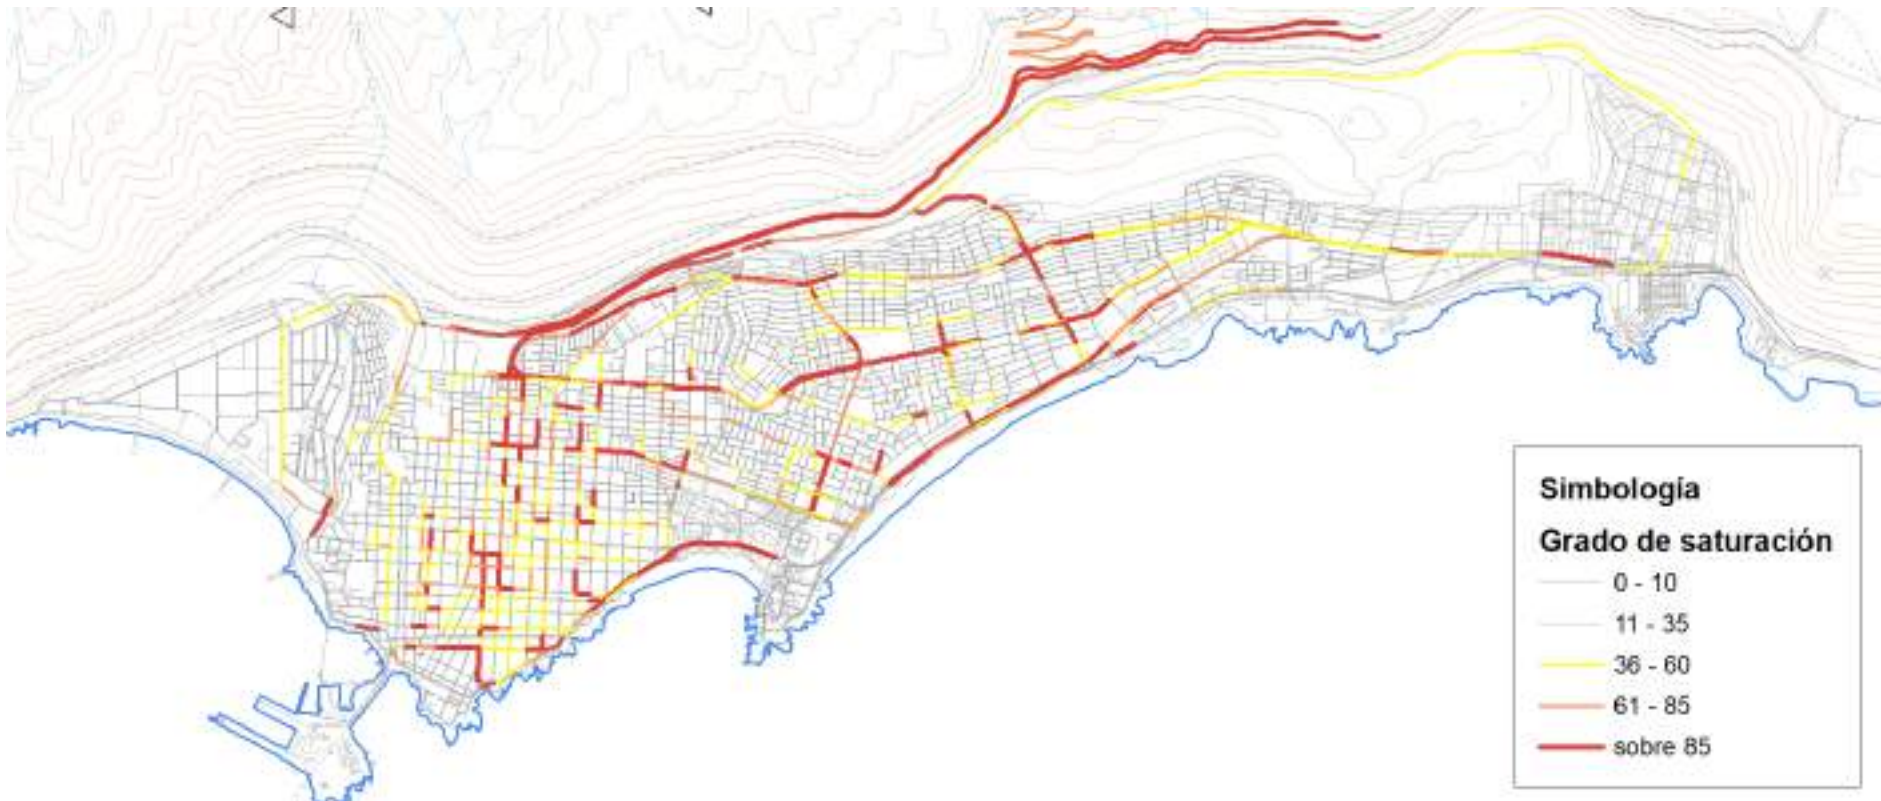 Simbología
Grado de saturación
0 - 10
11 - 35
36 - 60
61 - 85
sobre 85